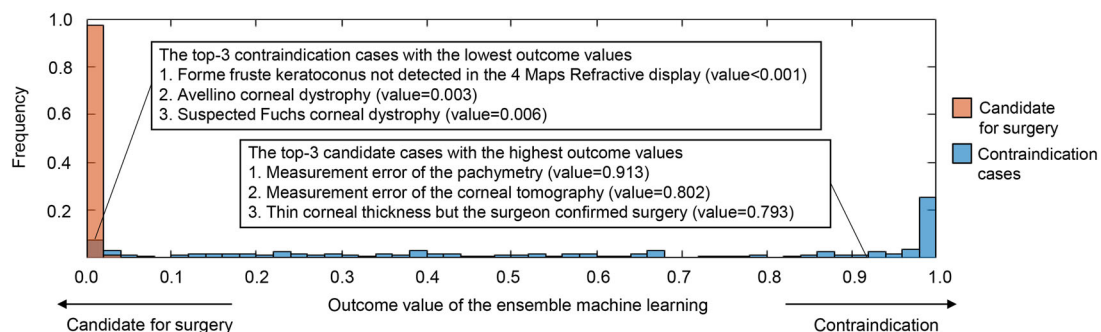 1.0
0.8
0.6
0.4
0.2
Frequency
The top-3 contraindication cases with the lowest outcome values
1. Forme fruste keratoconus not detected in the 4 Maps Refractive display (value<0.001)
2. Avellino corneal dystrophy (value=0.003)
3. Suspected Fuchs corneal dystrophy (value=0.006)
The top-3 candidate cases with the highest outcome values
1. Measurement error of the pachymetry (value=0.913)
2. Measurement error of the corneal tomography (value=0.802)
3. Thin corneal thickness but the surgeon confirmed surgery (value=0.793)
Candidate
for surgery
Contraindication
cases
0.0 0.1 0.2 0.3 0.4 0.5 0.6 0.7 0.8 0.9 1.0
Outcome value of the ensemble machine learning
Candidate for surgery
Contraindication